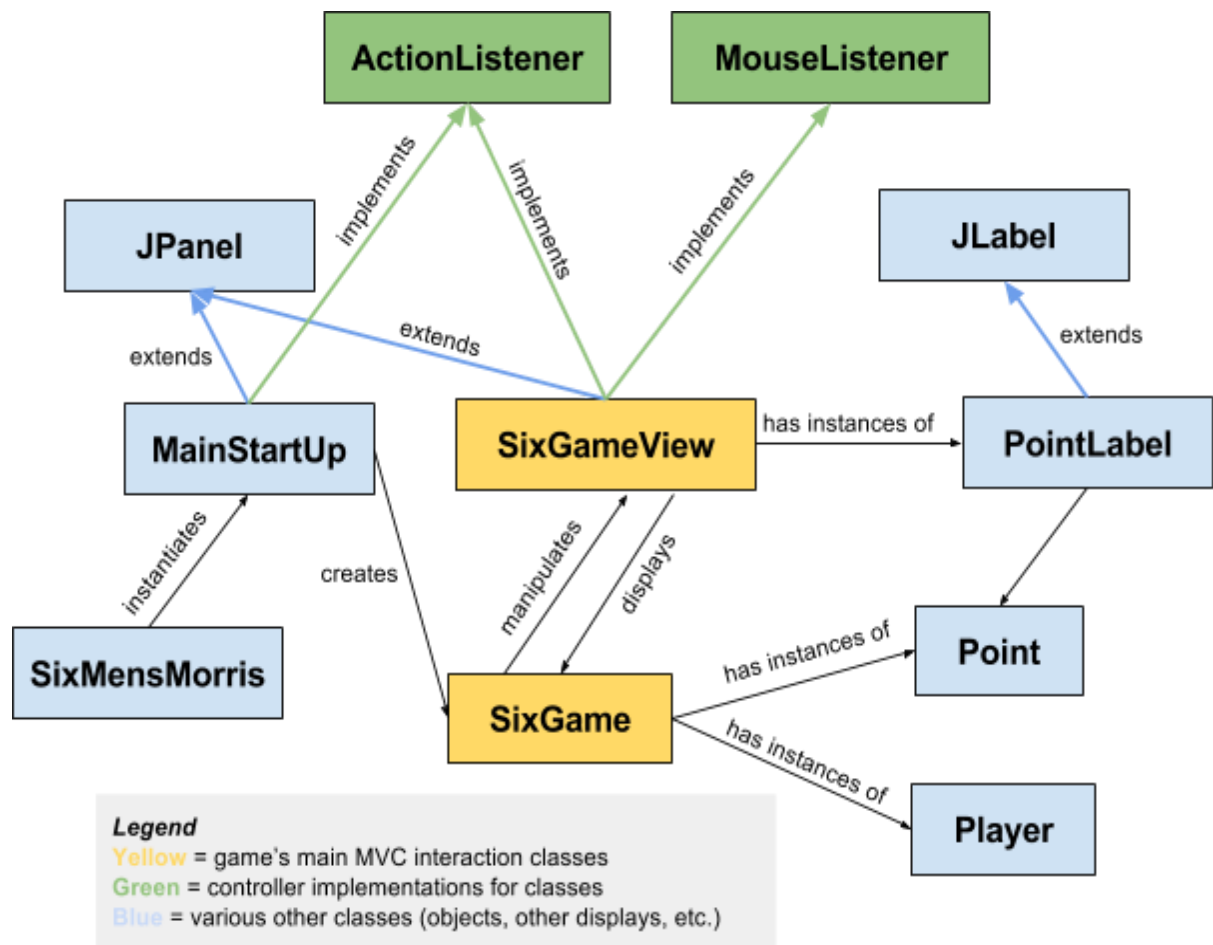 ActionListener
MouseListener
implements
implements
implements
JPanel
JLabel
extends
extends
extends
MainStartUp
SixGameView
has instances of
PointLabel
instantiates
creates
manipulates
displays
SixMensMorris
SixGame
has instances of
Point
has instances of
Player
Legend
Yellow = game's main MVC interaction classes
Green = controller implementations for classes
Blue = various other classes (objects, other displays, etc.)